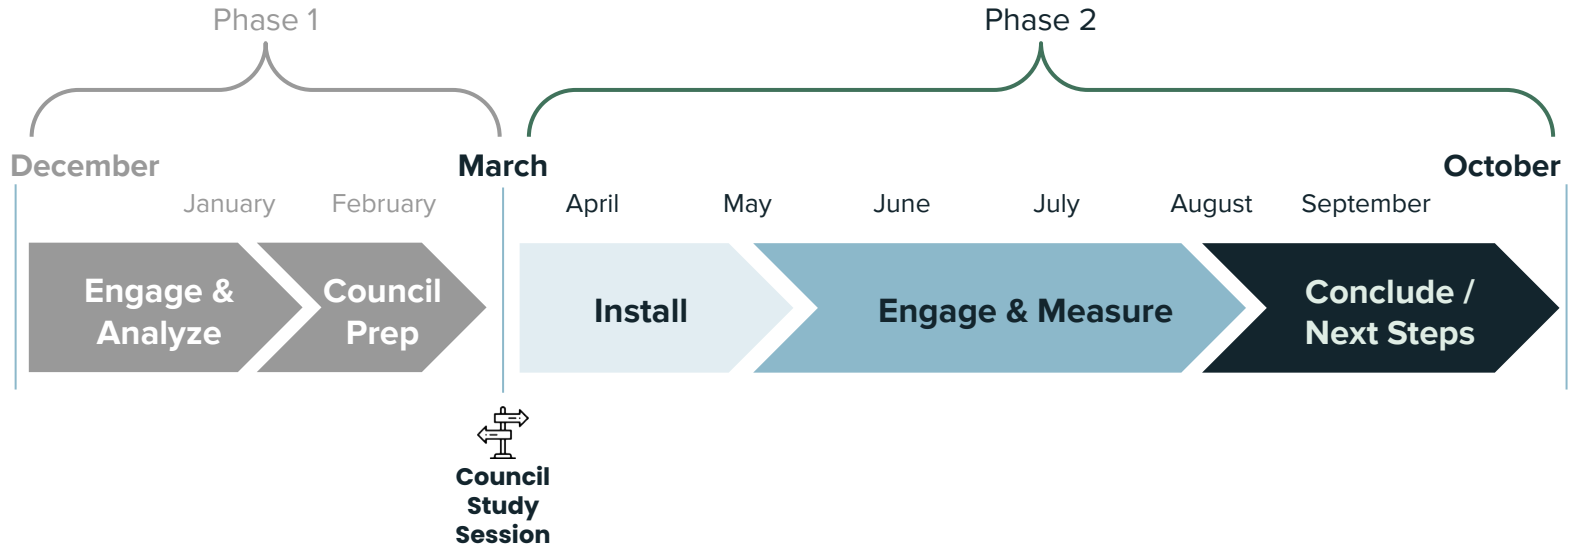 Phase 1
Phase 2
December
March
October
January
February
April
May
June
July
August
September
Engage &
Analyze
Council
Prep
Install
Engage & Measure
Conclude /
Next Steps
Council
Study
Session